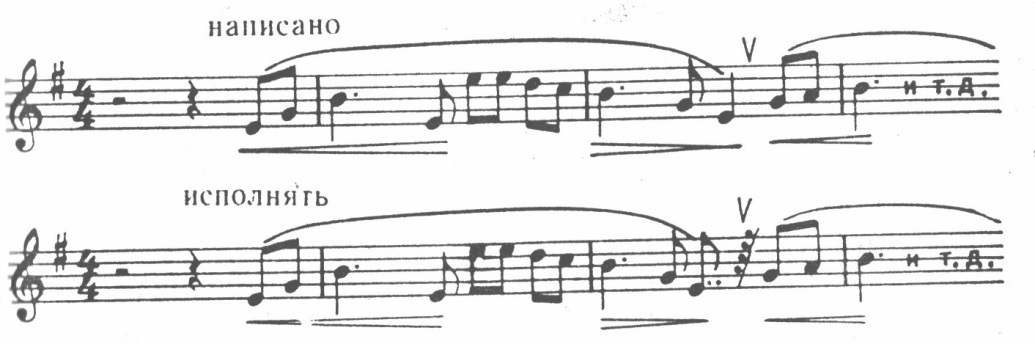 написано
и т. д.
исполнять
и т. д.